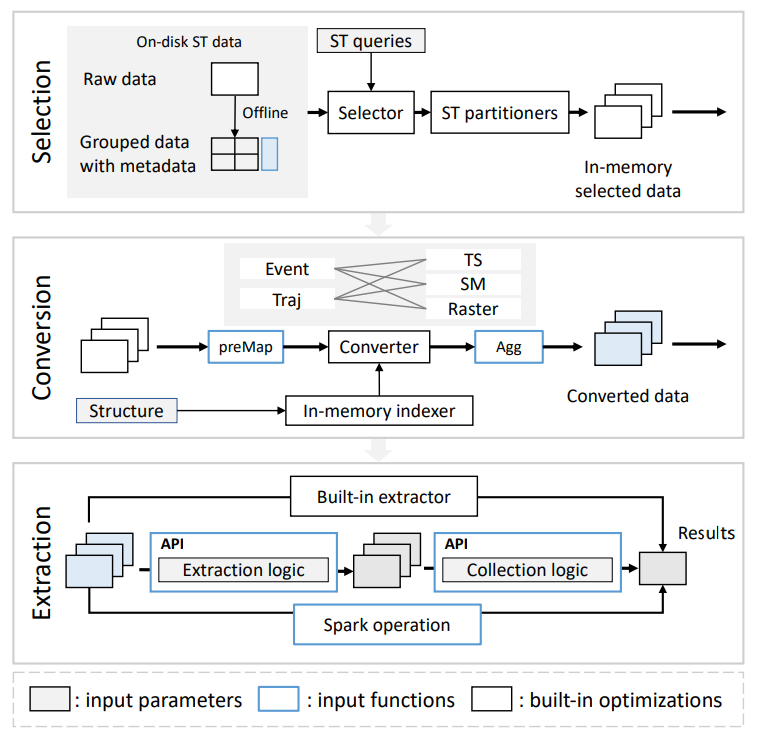 Selection
On-disk ST data
Raw data
Offline
Grouped data
with metadata
ST queries
Selector
ST partitioners
In-memory
selected data
Conversion
Event
Traj
TS
SM
Raster
preMap
Converter
Agg
Converted data
Structure
In-memory indexer
Extraction
Built-in extractor
API
Extraction logic
API
Collection logic
Results
Spark operation
: input parameters
: input functions
: built-in optimizations